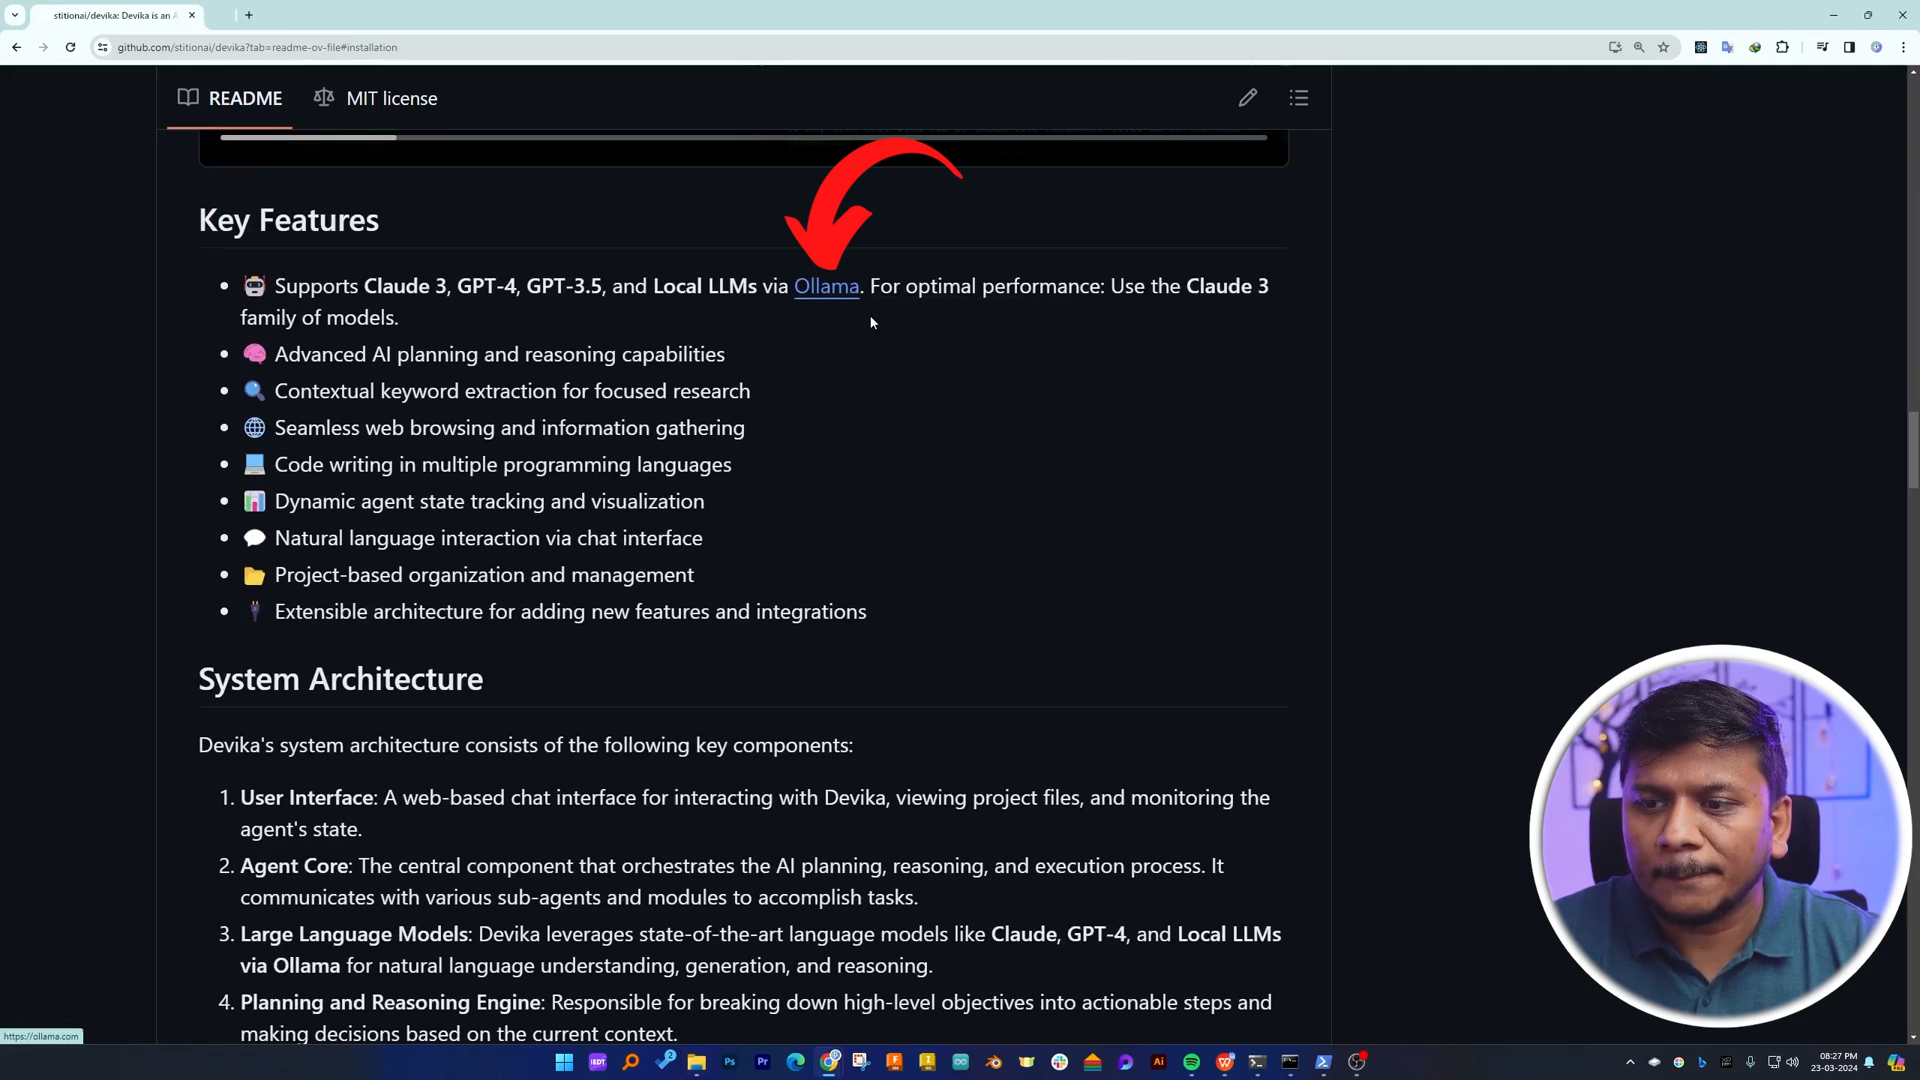 stitionai/devika: Devika is an A
github.com/stitionai/devika?tab=readme-ov-file#installation
README
MIT license
Key Features
• 🤖 Supports Claude 3, GPT-4, GPT-3.5, and Local LLMs via Ollama. For optimal performance: Use the Claude 3
family of models.
• 🧠 Advanced AI planning and reasoning capabilities
• 🔍 Contextual keyword extraction for focused research
• 🌐 Seamless web browsing and information gathering
• 💻 Code writing in multiple programming languages
• 📊 Dynamic agent state tracking and visualization
• 💬 Natural language interaction via chat interface
• 📂 Project-based organization and management
• 🔌 Extensible architecture for adding new features and integrations
System Architecture
Devika's system architecture consists of the following key components:
1. User Interface: A web-based chat interface for interacting with Devika, viewing project files, and monitoring the
agent's state.
2. Agent Core: The central component that orchestrates the AI planning, reasoning, and execution process. It
communicates with various sub-agents and modules to accomplish tasks.
3. Large Language Models: Devika leverages state-of-the-art language models like Claude, GPT-4, and Local LLMs
via Ollama for natural language understanding, generation, and reasoning.
4. Planning and Reasoning Engine: Responsible for breaking down high-level objectives into actionable steps and
making decisions based on the current context.
https://ollama.com
08:27 PM
23-03-2024